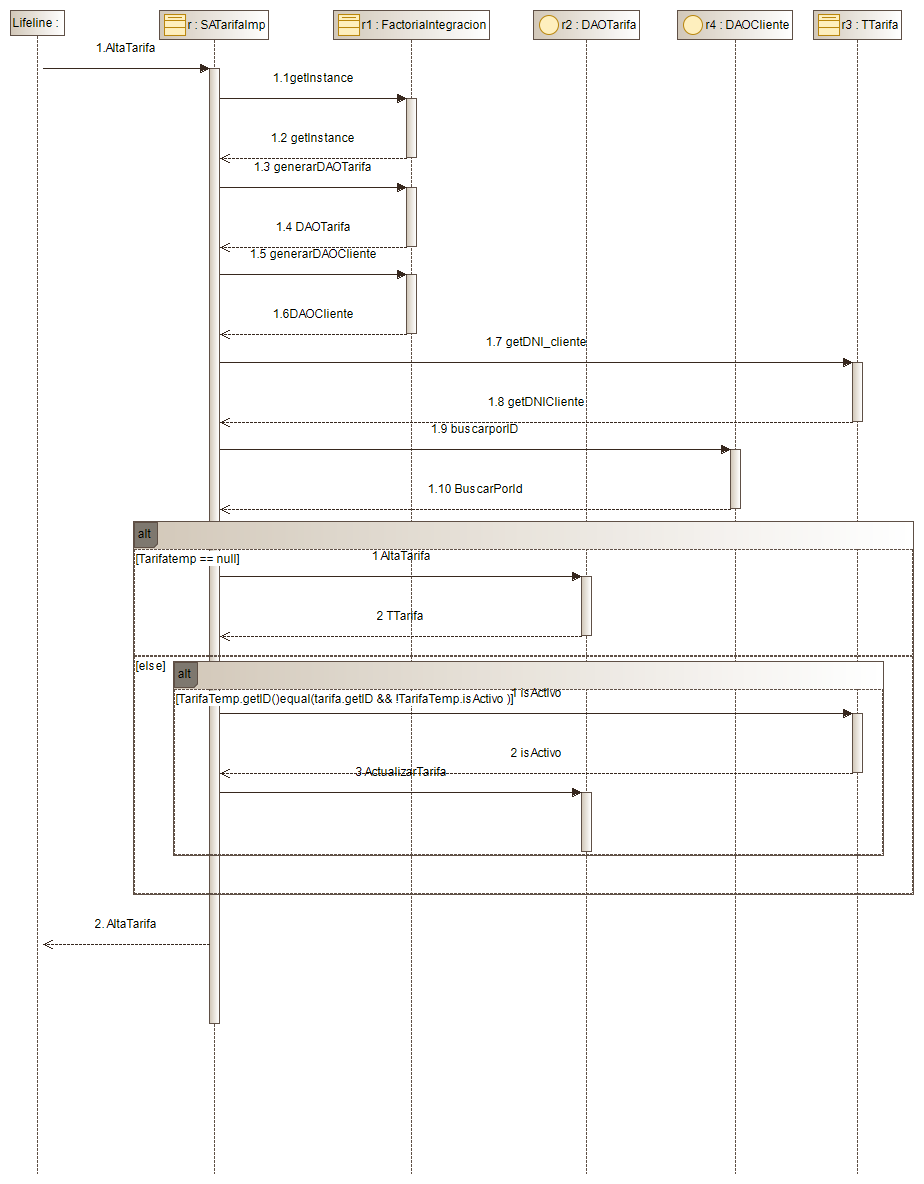 Lifeline :
r : SATarifaImp
r1 : FactoriaIntegracion
r2 : DAOTarifa
r4 : DAOCliente
r3 : TTarifa
1.AltaTarifa
1.1getInstance
1.2 getInstance
1.3 generarDAOTarifa
1.4 DAOTarifa
1.5 generarDAOCliente
1.6DAOCliente
1.7 getDNI_cliente
1.8 getDNICliente
1.9 buscarporID
1.10 BuscarPorId
alt
[Tarifatemp == null]
1 AltaTarifa
2 TTarifa
[else]
alt
[TarifaTemp.getID()equal(tarifa.getID && !TarifaTemp.isActivo )]
1 isActivo
2 isActivo
3 ActualizarTarifa
2. AltaTarifa